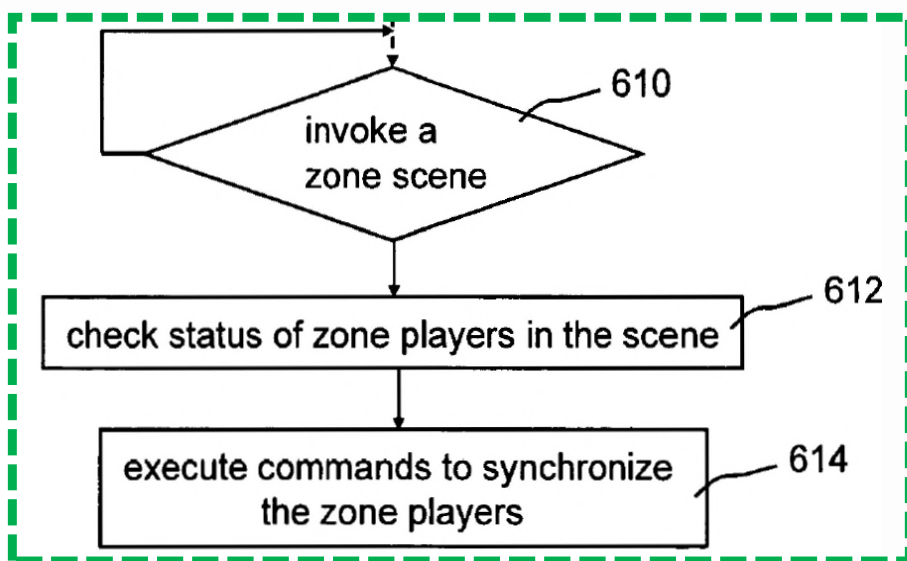 610
invoke a
zone scene
612
check status of zone players in the scene
614
execute commands to synchronize
the zone players